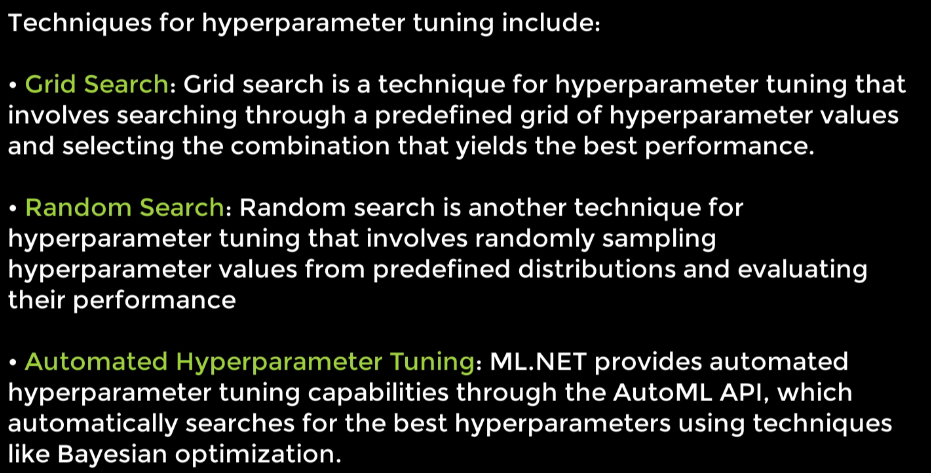 Techniques for hyperparameter tuning include:
• Grid Search: Grid search is a technique for hyperparameter tuning that
involves searching through a predefined grid of hyperparameter values
and selecting the combination that yields the best performance.
• Random Search: Random search is another technique for
hyperparameter tuning that involves randomly sampling
hyperparameter values from predefined distributions and evaluating
their performance
• Automated Hyperparameter Tuning: ML.NET provides automated
hyperparameter tuning capabilities through the AutoML API, which
automatically searches for the best hyperparameters using techniques
like Bayesian optimization.